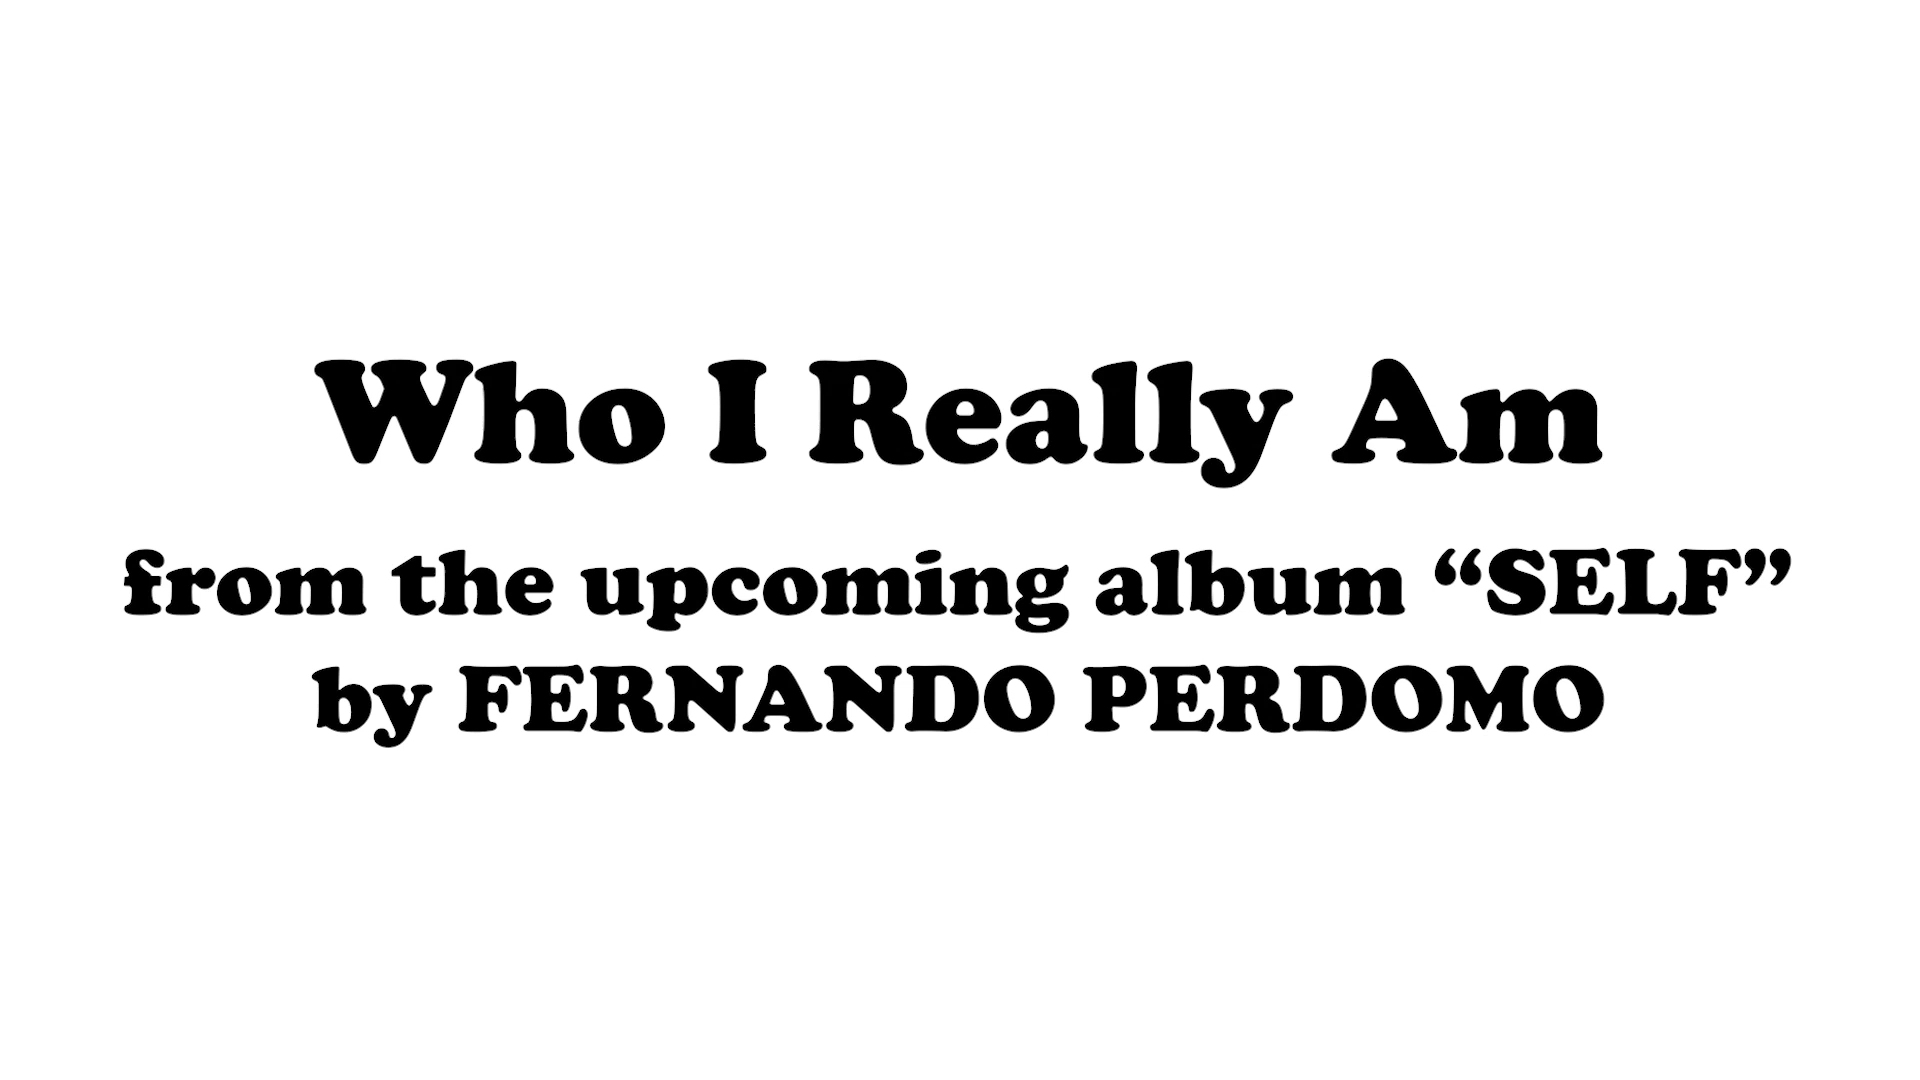 Who I Really Am
from the upcoming album “SELF”
by FERNANDO PERDOMO